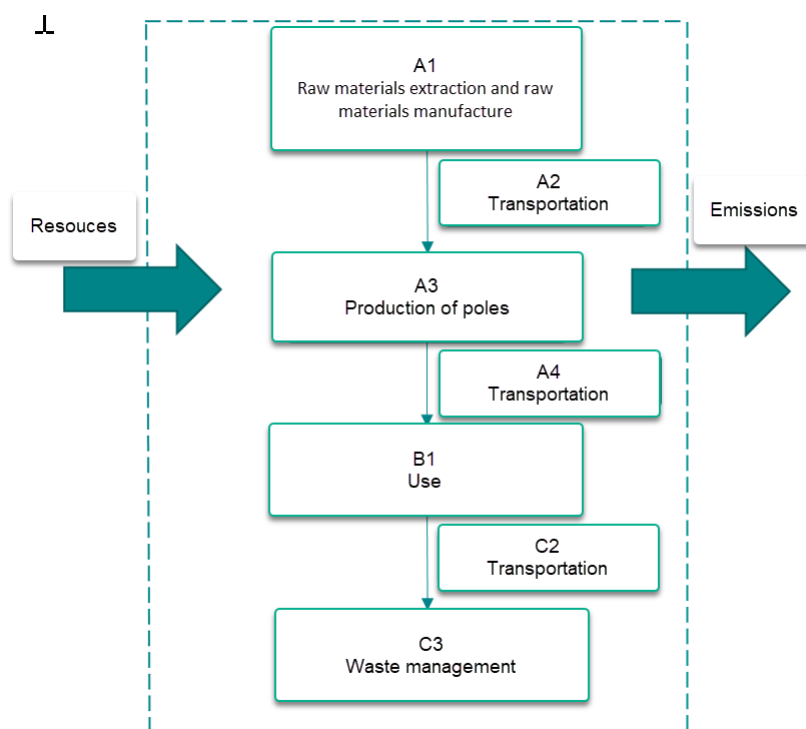 A1
Raw materials extraction and raw
materials manufacture
A2
Transportation
Resouces
Emissions
A3
Production of poles
A4
Transportation
B1
Use
C2
Transportation
C3
Waste management